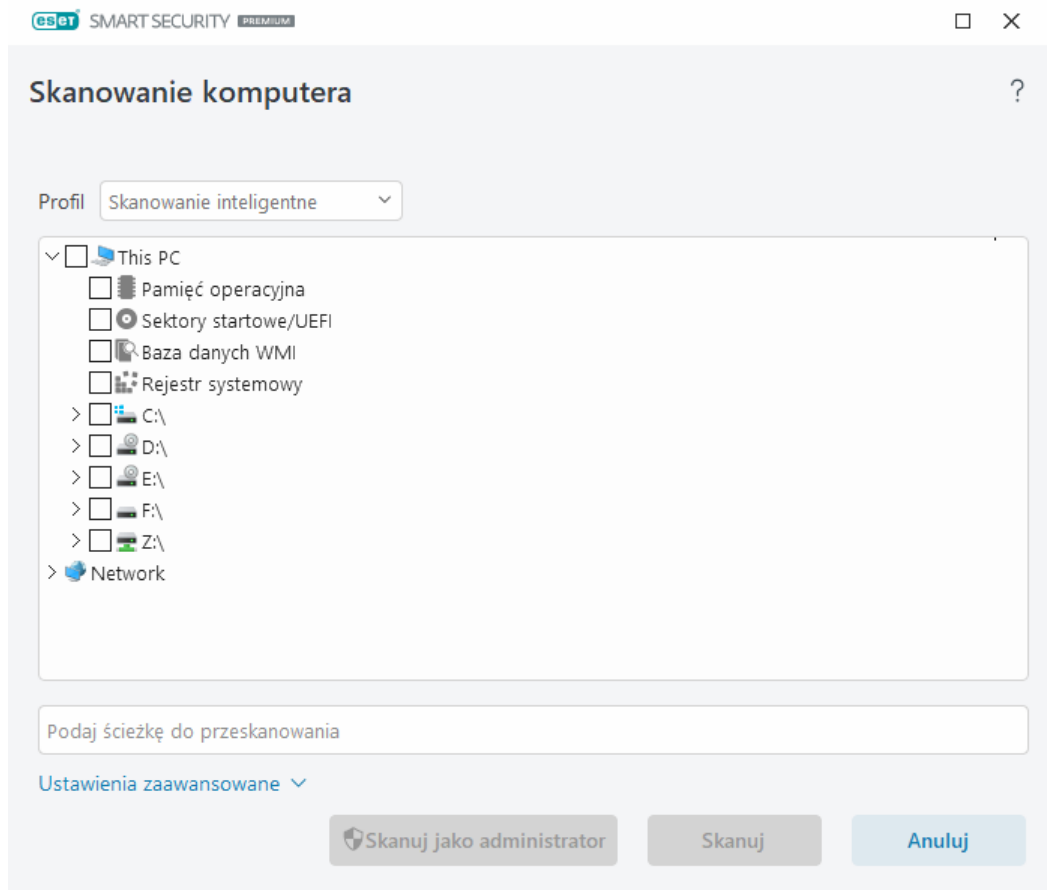 eset SMART SECURITY PREMIUM
Skanowanie komputera
?
Profil Skanowanie inteligentne
This PC
Pamięć operacyjna
Sektory startowe/UEFI
Baza danych WMI
Rejestr systemowy
C:\
D:\
E:\
F:\
Z:\
Network
Podaj ścieżkę do przeskanowania
Ustawienia zaawansowane
Skanuj jako administrator Skanuj Anuluj